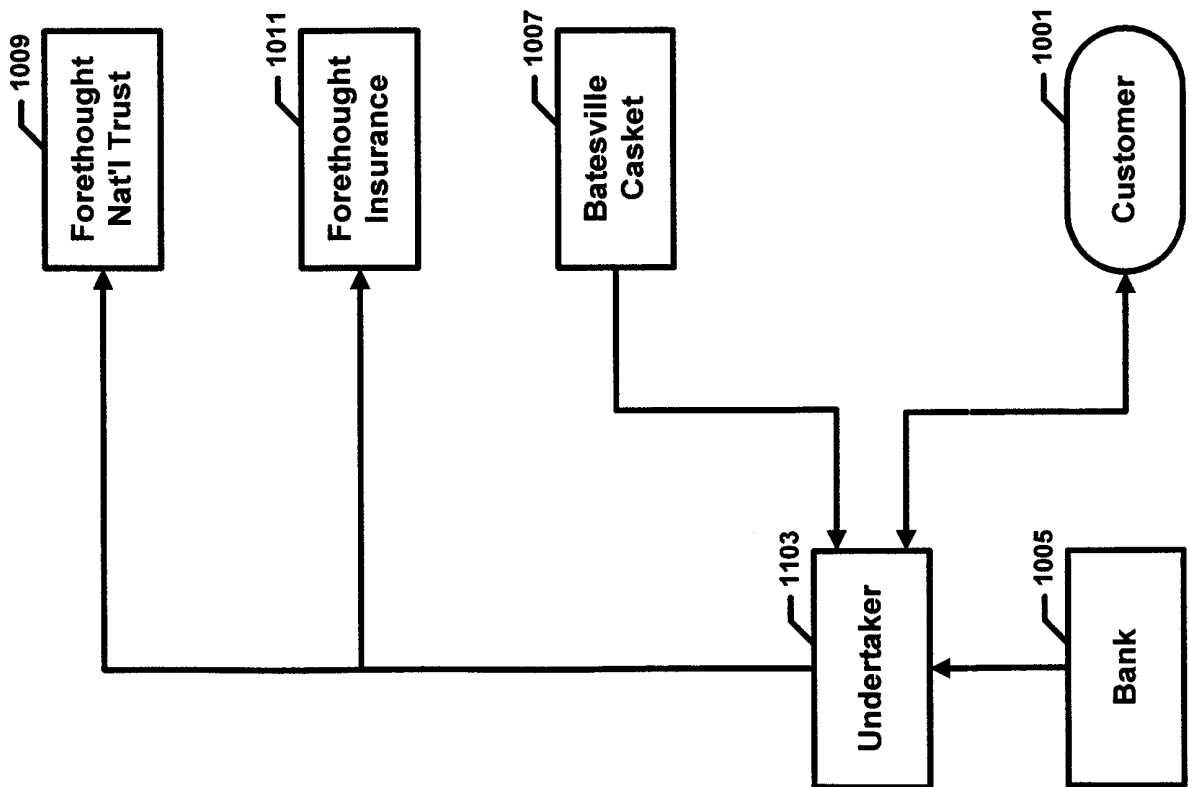 1009
Forethought
Nat'l Trust
1011
Forethought
Insurance
1007
Batesville
Casket
1001
Customer
1103
Undertaker
1005
Bank